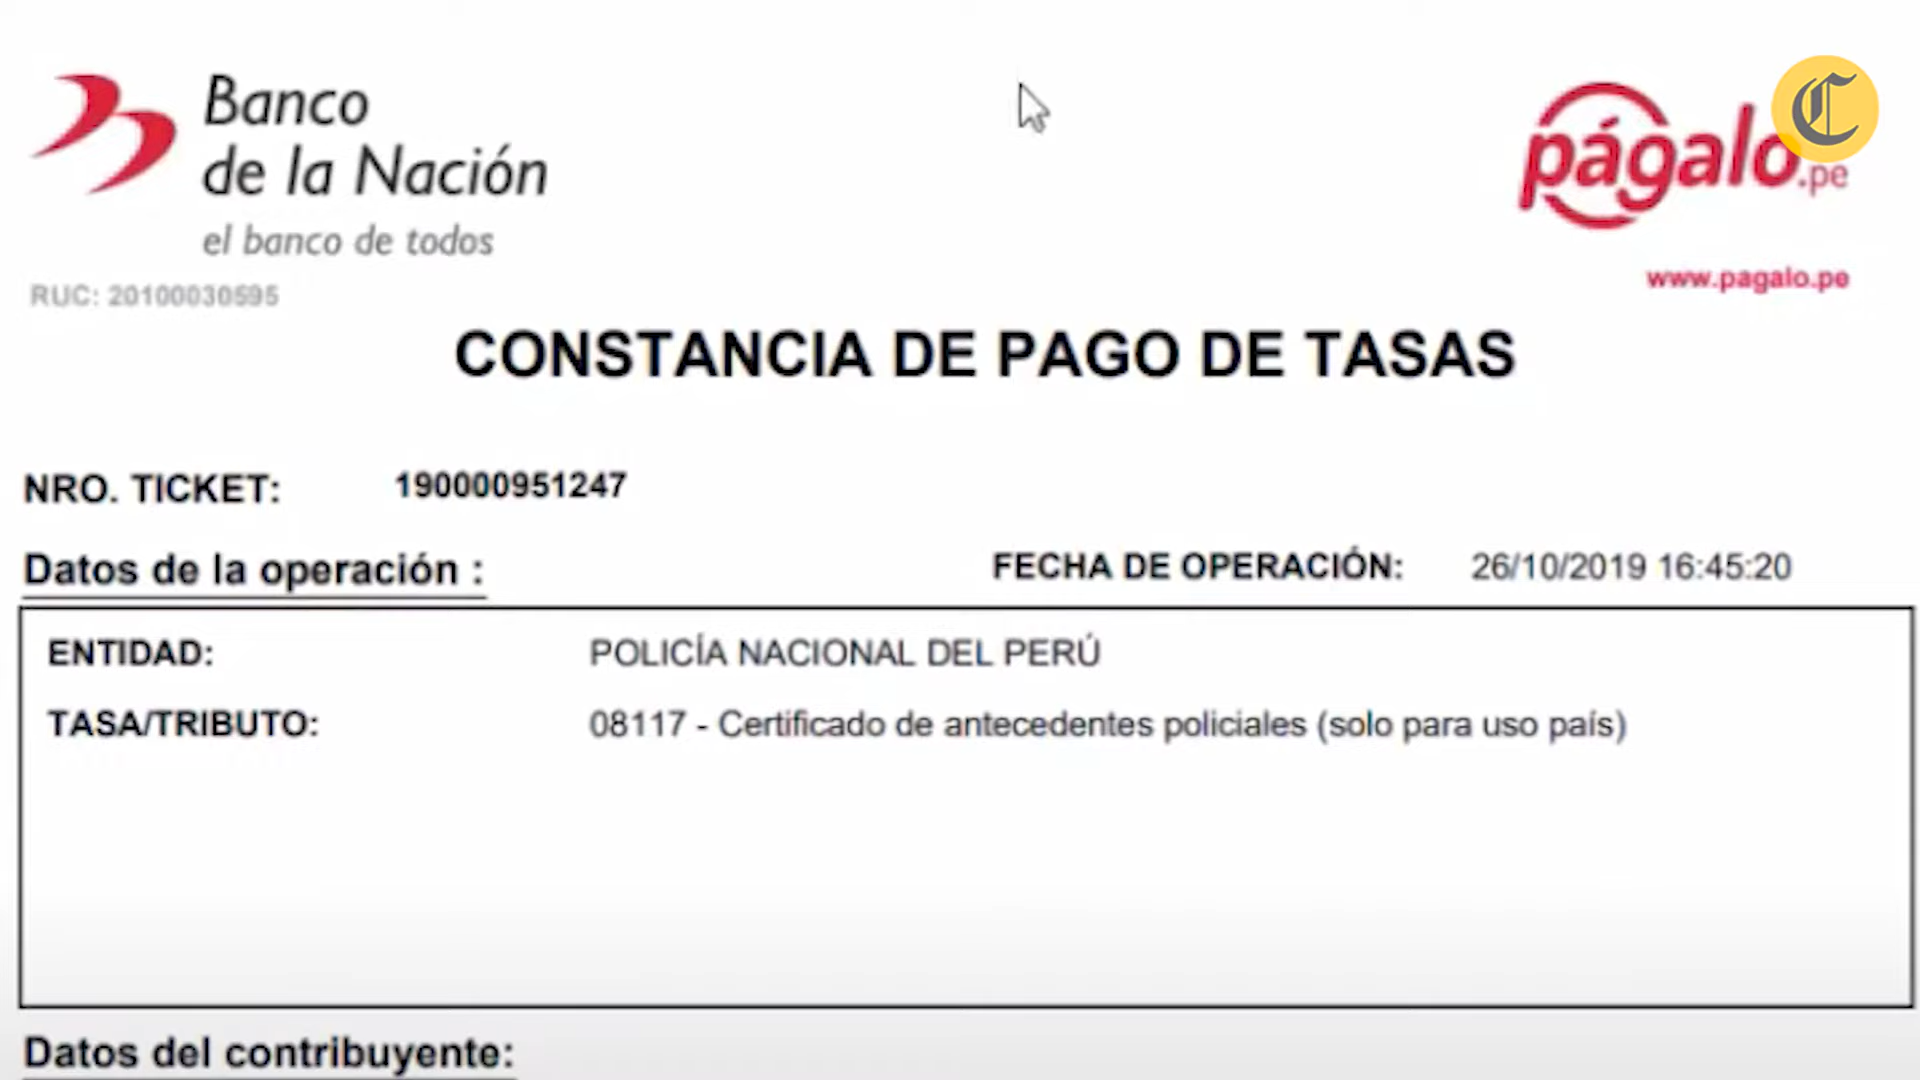 Banco
de la Nación
el banco de todos
RUC: 20100030595
págalo.pe
C
www.pagalo.pe
CONSTANCIA DE PAGO DE TASAS
NRO. TICKET: 190000951247
Datos de la operación : FECHA DE OPERACIÓN: 26/10/2019 16:45:20
ENTIDAD: POLICÍA NACIONAL DEL PERÚ
TASA/TRIBUTO: 08117 - Certificado de antecedentes policiales (solo para uso país)
Datos del contribuyente: